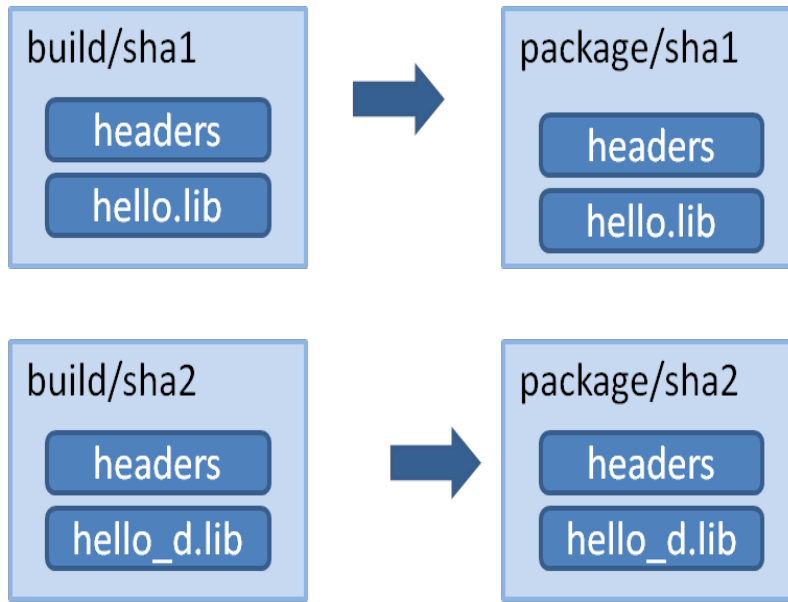 build/sha1
headers
hello.lib
package/sha1
headers
hello.lib
build/sha2
headers
hello_d.lib
package/sha2
headers
hello_d.lib